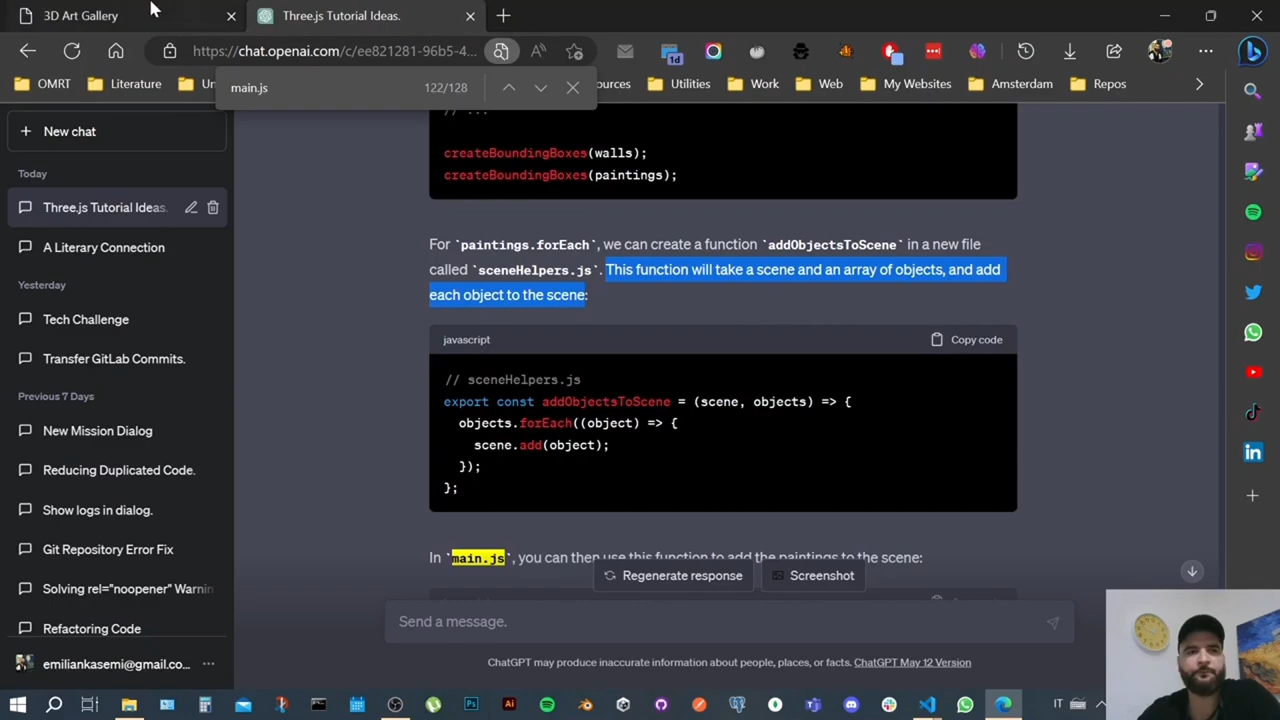 3D Art Gallery
Three.js Tutorial Ideas.
https://chat.openai.com/c/ee821281-96b5-4...
1d
OMRT
Literature
Un
ources
Utilities
Work
Web
My Websites
Amsterdam
Repos
main.js
122/128
New chat
Today
Three.js Tutorial Ideas.
A Literary Connection
Yesterday
Tech Challenge
Transfer GitLab Commits.
Previous 7 Days
New Mission Dialog
Reducing Duplicated Code.
Show logs in dialog.
Git Repository Error Fix
Solving rel="noopener" Warnin
Refactoring Code
emiliankasemi@gmail.co...
// ...
createBoundingBoxes(walls);
createBoundingBoxes(paintings);
For `paintings.forEach`, we can create a function `addObjectsToScene` in a new file
called `sceneHelpers.js`. This function will take a scene and an array of objects, and add
each object to the scene:
javascript
Copy code
// sceneHelpers.js
export const addObjectsToScene = (scene, objects) => {
objects.forEach((object) => {
scene.add(object);
});
};
In `main.js`, you can then use this function to add the paintings to the scene:
Regenerate response
Screenshot
Send a message.
ChatGPT may produce inaccurate information about people, places, or facts. ChatGPT May 12 Version
IT